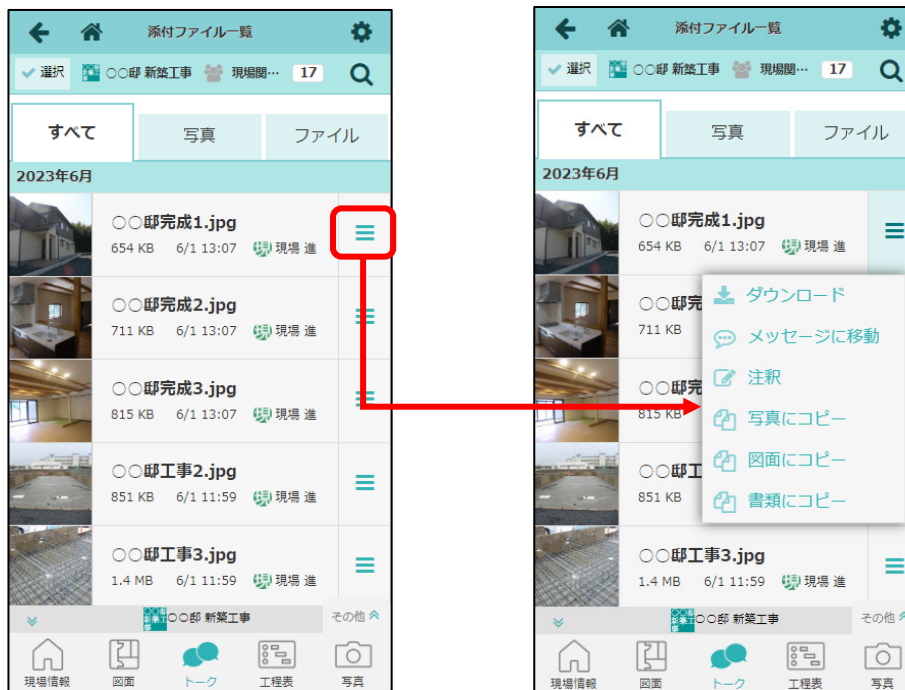 添付ファイル一覧
選択 ○○邸 新築工事 現場関… 17
すべて 写真 ファイル
2023年6月
○○邸完成1.jpg
654 KB 6/1 13:07 現場 進
○○邸完成2.jpg
711 KB 6/1 13:07 現場 進
○○邸完成3.jpg
815 KB 6/1 13:07 現場 進
○○邸工事2.jpg
851 KB 6/1 11:59 現場 進
○○邸工事3.jpg
1.4 MB 6/1 11:59 現場 進
○○邸 新築工事 その他
現場情報 図面 トーク 工程表 写真
添付ファイル一覧
選択 ○○邸 新築工事 現場関… 17
すべて 写真 ファイル
2023年6月
○○邸完成1.jpg
654 KB 6/1 13:07 現場 進
○○邸完
711 KB
○○邸完
815 KB
○○邸工
851 KB
ダウンロード
メッセージに移動
注釈
写真にコピー
図面にコピー
書類にコピー
○○邸工事3.jpg
1.4 MB 6/1 11:59 現場 進
○○邸 新築工事 その他
現場情報 図面 トーク 工程表 写真